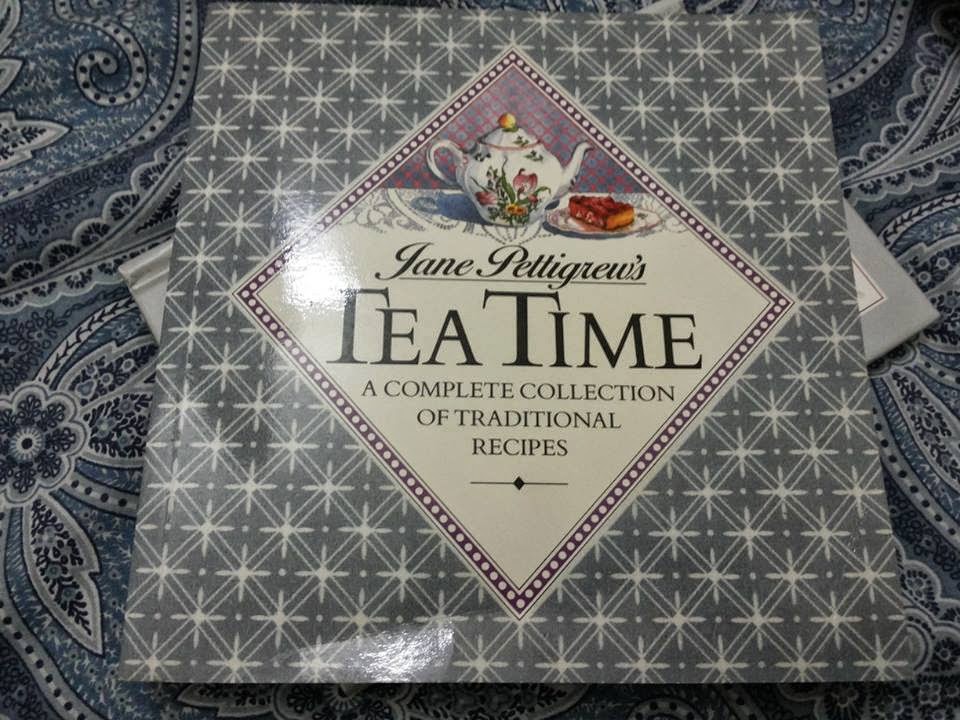 Jane Pettigrew's
TEA TIME
A COMPLETE COLLECTION
OF TRADITIONAL
RECIPES